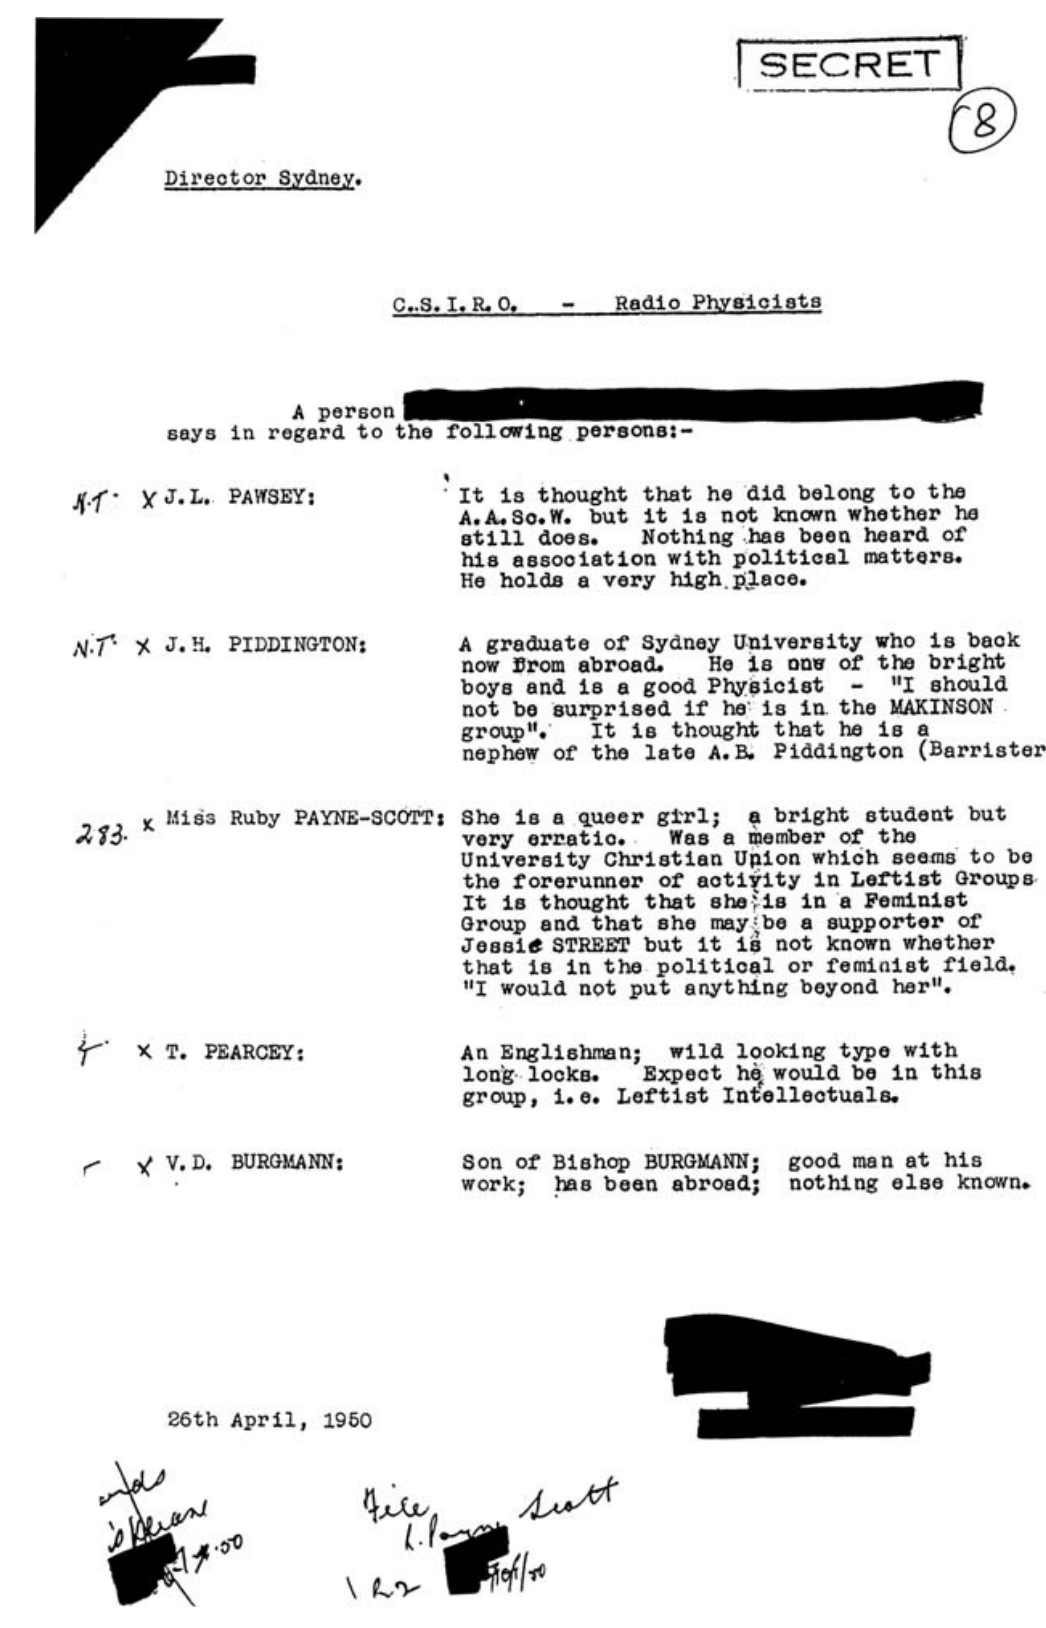 SECRET
8
Director Sydney.
C..S.I.R.O. - Radio Physicists
A person
says in regard to the following persons:-
N.T. X J.L. PAWSEY: It is thought that he did belong to the
A.A.Sc.W. but it is not known whether he
still does. Nothing has been heard of
his association with political matters.
He holds a very high place.
N.T. X J.H. PIDDINGTON: A graduate of Sydney University who is back
now from abroad. He is one of the bright
boys and is a good Physicist - "I should
not be surprised if he is in the MAKINSON
group". It is thought that he is a
nephew of the late A.B. Piddington (Barrister
283. x Miss Ruby PAYNE-SCOTT: She is a queer girl; a bright student but
very erratic. Was a member of the
University Christian Union which seems to be
the forerunner of activity in Leftist Groups
It is thought that she is in a Feminist
Group and that she may be a supporter of
Jessie STREET but it is not known whether
that is in the political or feminist field.
"I would not put anything beyond her".
X T. PEARCEY: An Englishman; wild looking type with
long locks. Expect he would be in this
group, i.e. Leftist Intellectuals.
X V.D. BURGMANN: Son of Bishop BURGMANN; good man at his
work; has been abroad; nothing else known.
26th April, 1950
File
Payne Scott
R2